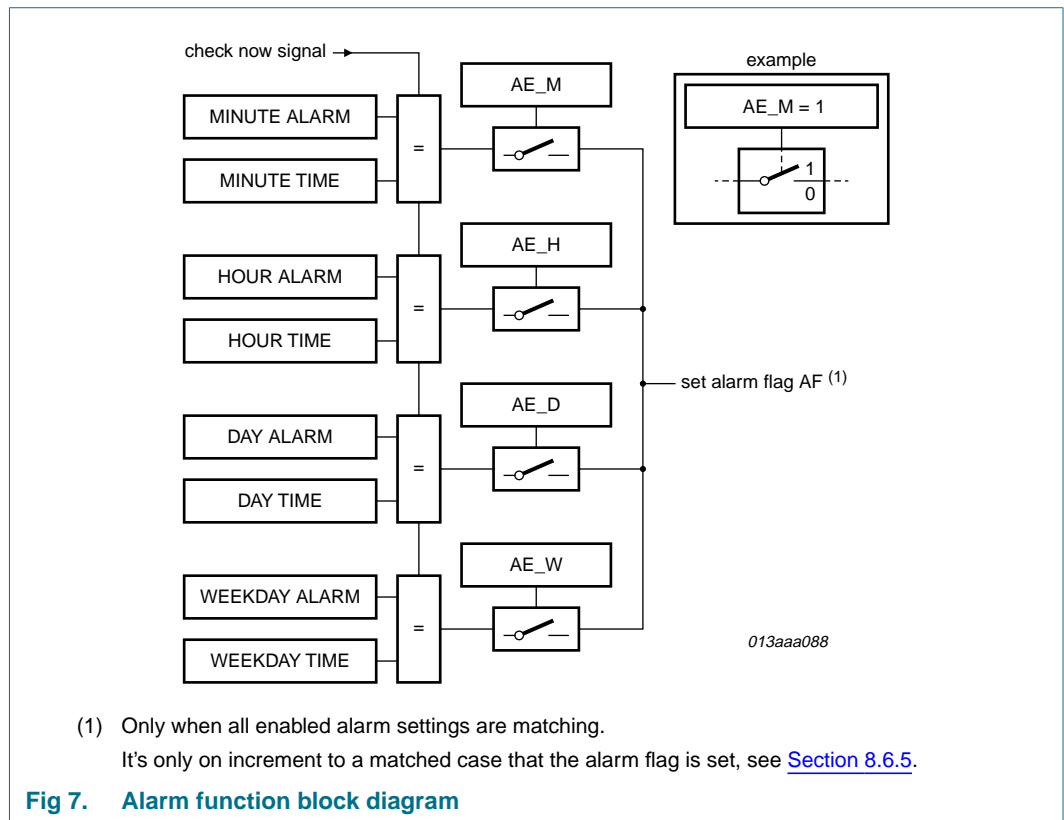 check now signal
example
AE_M
AE_M = 1
MINUTE ALARM
=
1
MINUTE TIME
0
AE_H
HOUR ALARM
=
HOUR TIME
set alarm flag AF (1)
AE_D
DAY ALARM
=
DAY TIME
AE_W
WEEKDAY ALARM
=
013aaa088
WEEKDAY TIME
(1) Only when all enabled alarm settings are matching.
It's only on increment to a matched case that the alarm flag is set, see Section 8.6.5.
Fig 7. Alarm function block diagram